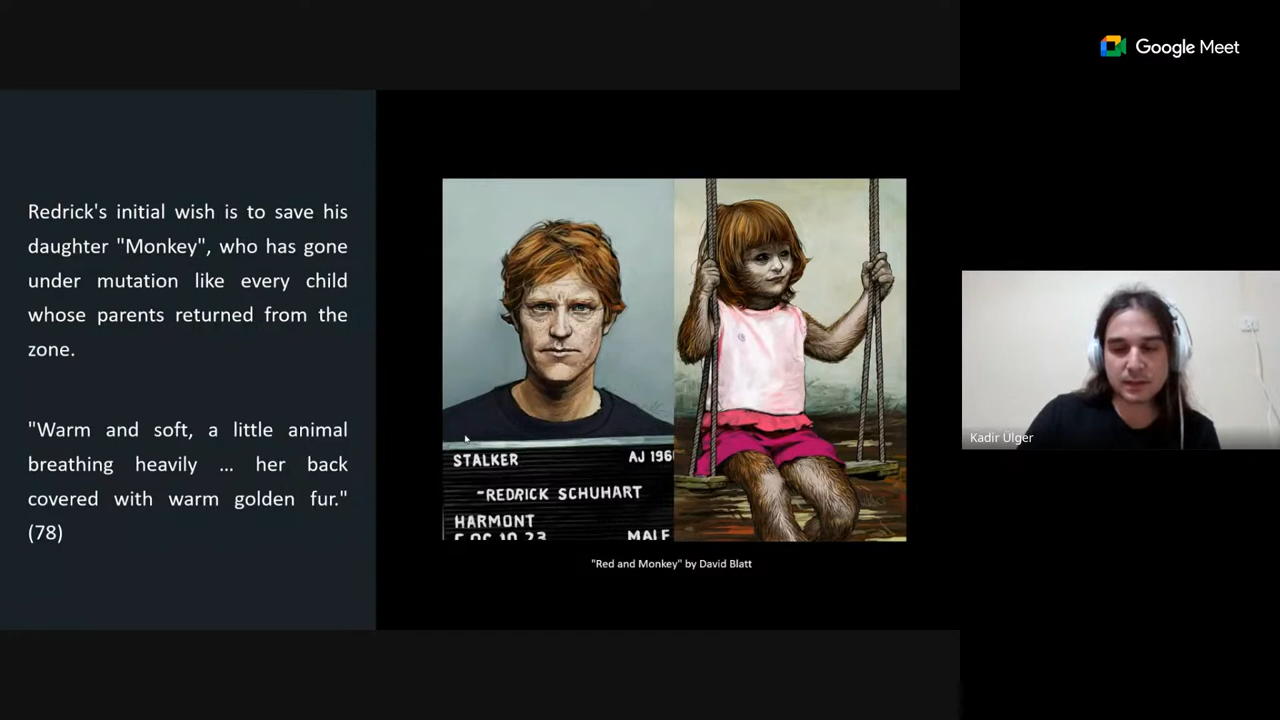 Google Meet
Redrick's initial wish is to save his
daughter "Monkey", who has gone
under mutation like every child
whose parents returned from the
zone.
"Warm and soft, a little animal
breathing heavily ... her back
covered with warm golden fur."
(78)
STALKER
AJ 196
-REDRICK SCHUHART
HARMONT
MALE
"Red and Monkey" by David Blatt
Kadir Ülger